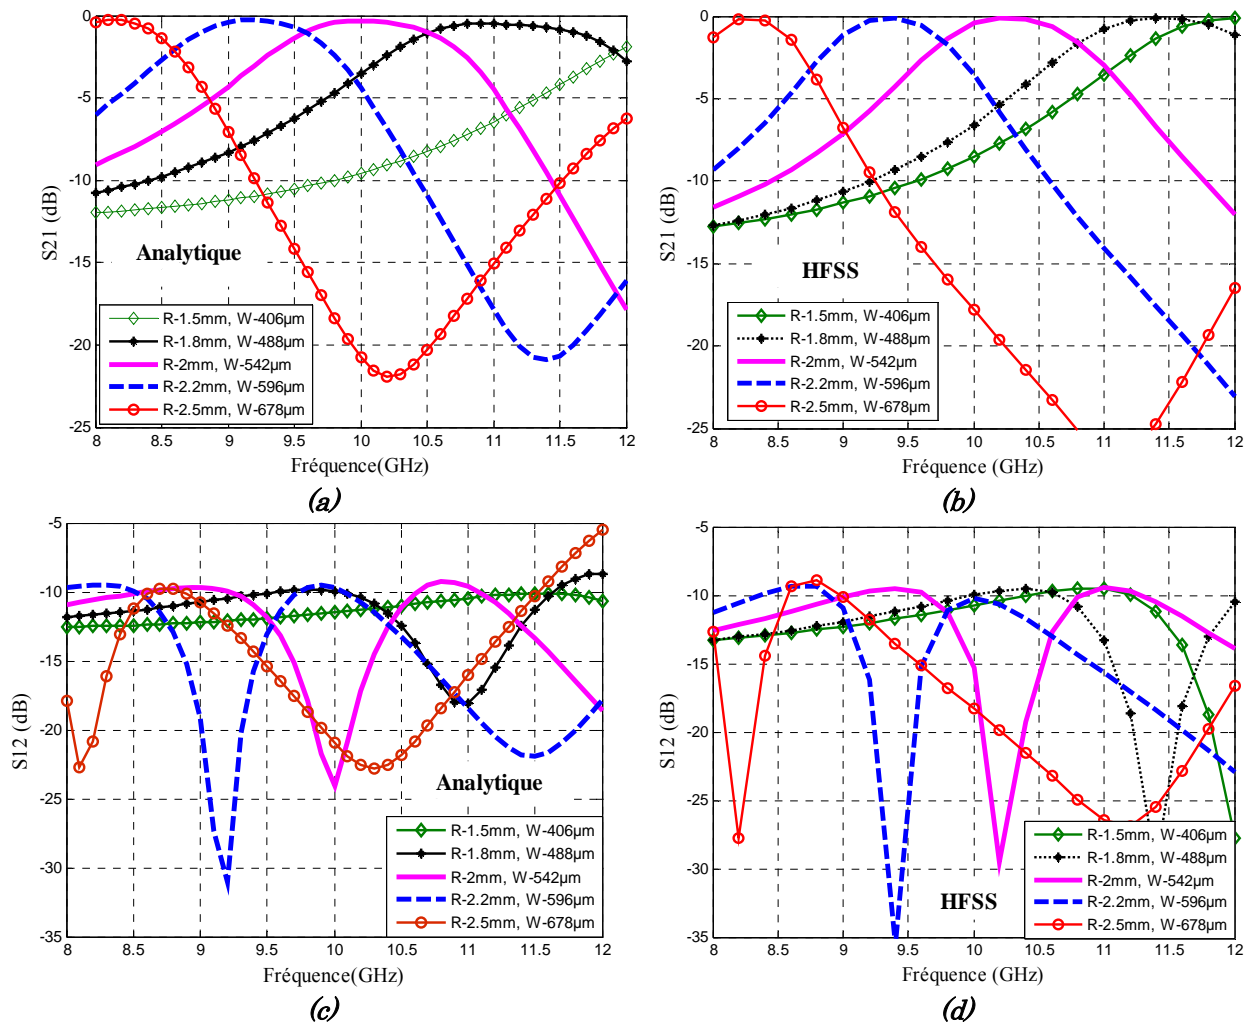 0
-5
-10
-15
-20
-25
S21 (dB)
Analytique
R-1.5mm, W-406µm
R-1.8mm, W-488µm
R-2mm, W-542µm
R-2.2mm, W-596µm
R-2.5mm, W-678µm
8 8.5 9 9.5 10 10.5 11 11.5 12
Fréquence(GHz)
(a)
0
-5
-10
-15
-20
-25
S21 (dB)
HFSS
R-1.5mm, W-406µm
R-1.8mm, W-488µm
R-2mm, W-542µm
R-2.2mm, W-596µm
R-2.5mm, W-678µm
8 8.5 9 9.5 10 10.5 11 11.5 12
Fréquence (GHz)
(b)
-5
-10
-15
-20
-25
-30
-35
S12 (dB)
Analytique
R-1.5mm, W-406µm
R-1.8mm, W-488µm
R-2mm, W-542µm
R-2.2mm, W-596µm
R-2.5mm, W-678µm
8 8.5 9 9.5 10 10.5 11 11.5 12
Fréquence(GHz)
(c)
-5
-10
-15
-20
-25
-30
-35
S12 (dB)
HFSS
R-1.5mm, W-406µm
R-1.8mm, W-488µm
R-2mm, W-542µm
R-2.2mm, W-596µm
R-2.5mm, W-678µm
8 8.5 9 9.5 10 10.5 11 11.5 12
Fréquence (GHz)
(d)